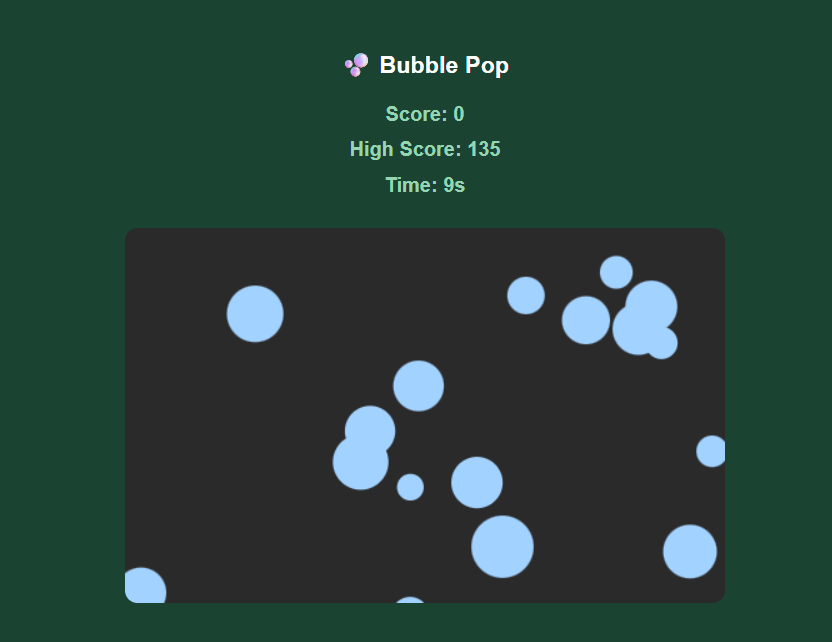 🫧 Bubble Pop
Score: 0
High Score: 135
Time: 9s